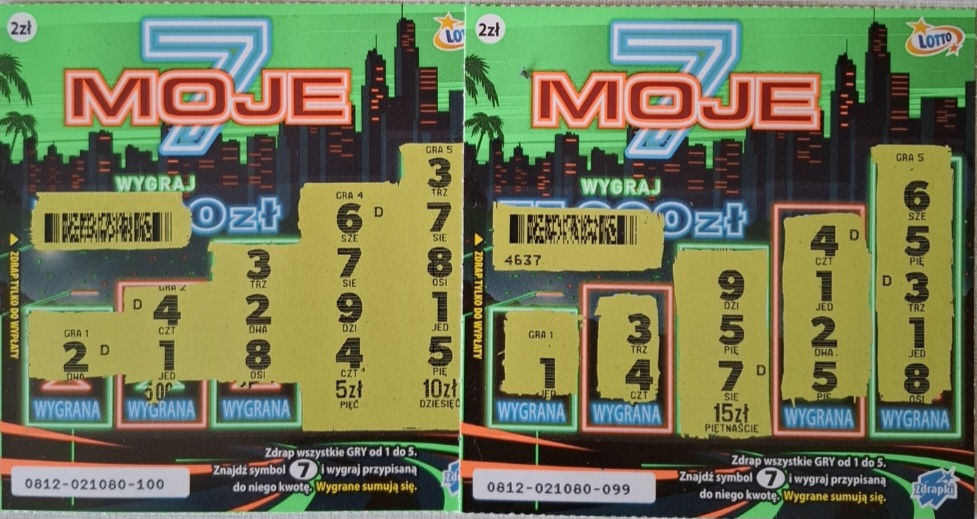 2zł
LOTTO
7
MOJE
WYGRAJ
0zł
ZDRAP TYLKO DO WYPŁATY
GRA 1
2 D
DWA
WYGRANA
GRA 2
D 4
CZT
1
JED
WYGRANA
3
TRZ
2
DWA
8
OSI
WYGRANA
GRA 4
6 D
SZE
7
SIE
9
DZI
4
CZT
5zł
PIĘĆ
GRA 5
3
TRZ
7
SIE
8
OSI
1
JED
5
PIĘ
10zł
DZIESIĘĆ
Zdrap wszystkie GRY od 1 do 5.
Znajdź symbol 7 i wygraj przypisaną
do niego kwotę. Wygrane sumują się.
0812-021080-100
2zł
LOTTO
7
MOJE
WYGRAJ
000zł
4637
ZDRAP TYLKO DO WYPŁATY
GRA 1
1
JED
WYGRANA
3
TRZ
4
CZT
WYGRANA
9
DZI
5
PIĘ
7 D
SIE
15zł
PIĘTNAŚCIE
4 D
CZT
1
JED
2
DWA
5
PIĘ
WYGRANA
GRA 5
6
SZE
5
PIĘ
D 3
TRZ
1
JED
8
OSI
WYGRANA
Zdrap wszystkie GRY od 1 do 5.
Znajdź symbol 7 i wygraj przypisaną
do niego kwotę. Wygrane sumują się.
0812-021080-099
Zdrapki